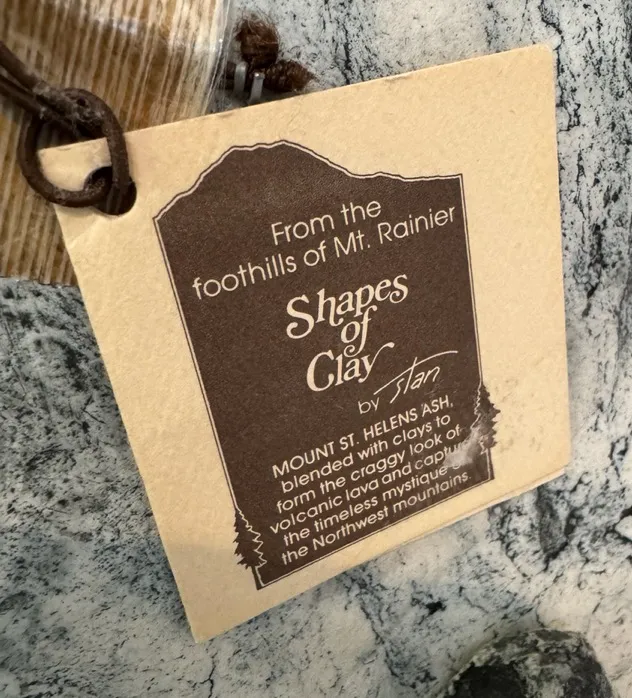 From the
foothills of Mt. Rainier
Shapes
of
Clay
by stan
MOUNT ST. HELENS ASH,
blended with clays to
form the craggy look of
volcanic lava and capture
the timeless mystique
the Northwest mountains.